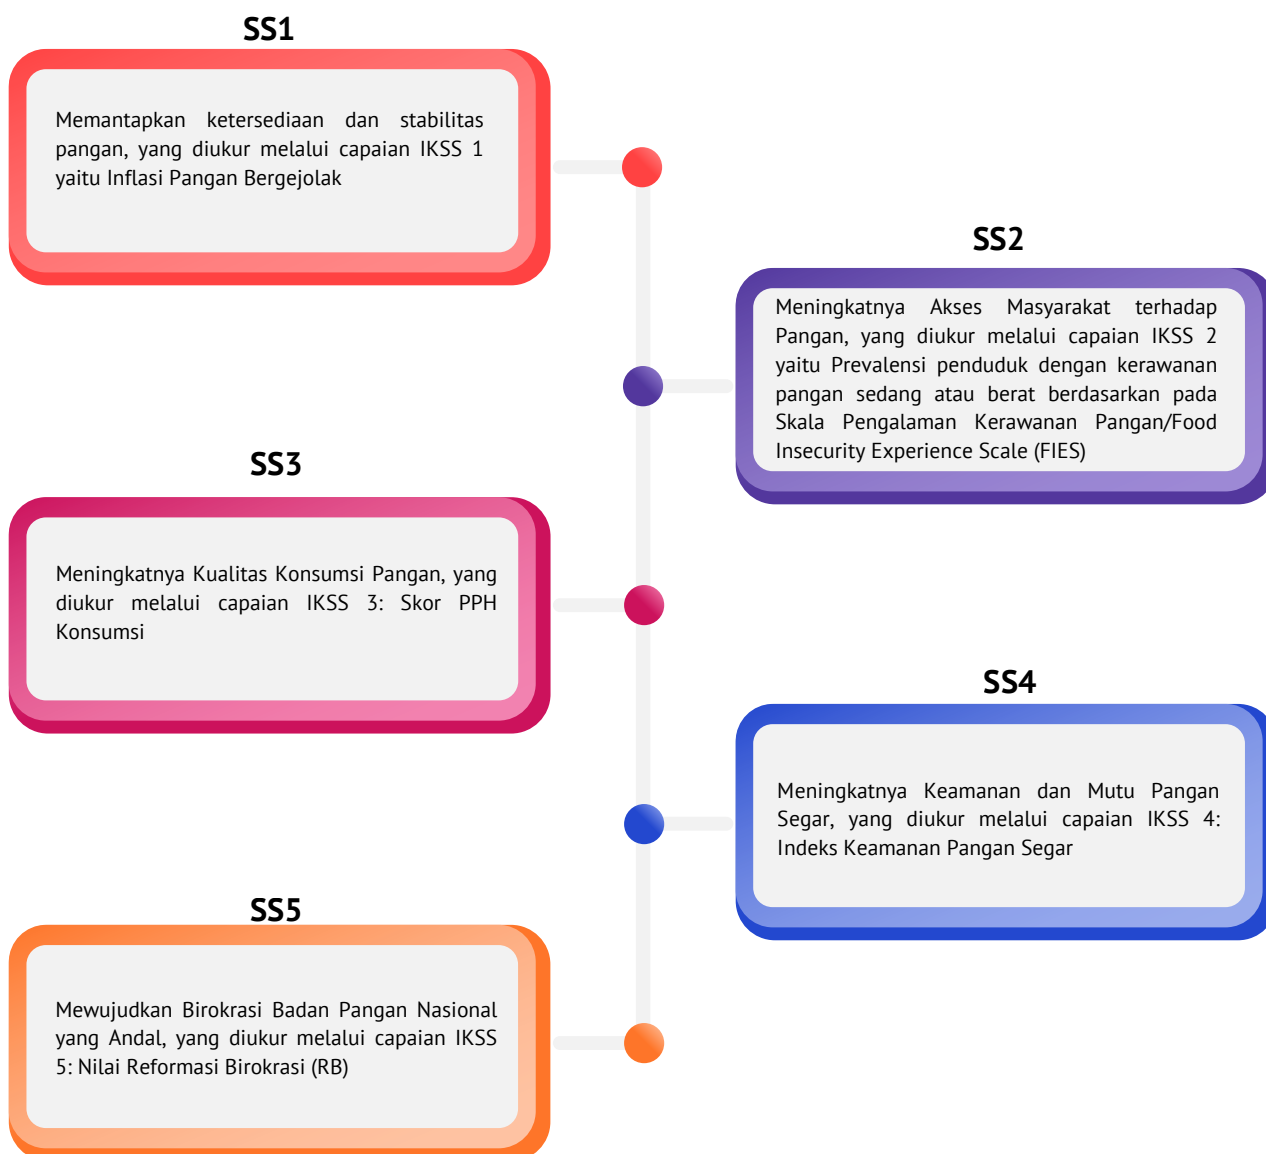 SS1
Memantapkan ketersediaan dan stabilitas
pangan, yang diukur melalui capaian IKSS 1
yaitu Inflasi Pangan Bergejolak
SS2
Meningkatnya Akses Masyarakat terhadap
Pangan, yang diukur melalui capaian IKSS 2
yaitu Prevalensi penduduk dengan kerawanan
pangan sedang atau berat berdasarkan pada
Skala Pengalaman Kerawanan Pangan/Food
Insecurity Experience Scale (FIES)
SS3
Meningkatnya Kualitas Konsumsi Pangan, yang
diukur melalui capaian IKSS 3: Skor PPH
Konsumsi
SS4
Meningkatnya Keamanan dan Mutu Pangan
Segar, yang diukur melalui capaian IKSS 4:
Indeks Keamanan Pangan Segar
SS5
Mewujudkan Birokrasi Badan Pangan Nasional
yang Andal, yang diukur melalui capaian IKSS
5: Nilai Reformasi Birokrasi (RB)